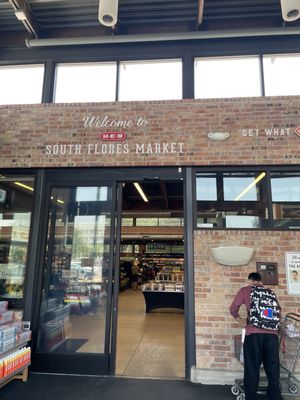 Welcome to
H-E-B
SOUTH FLORES MARKET
GET WHAT